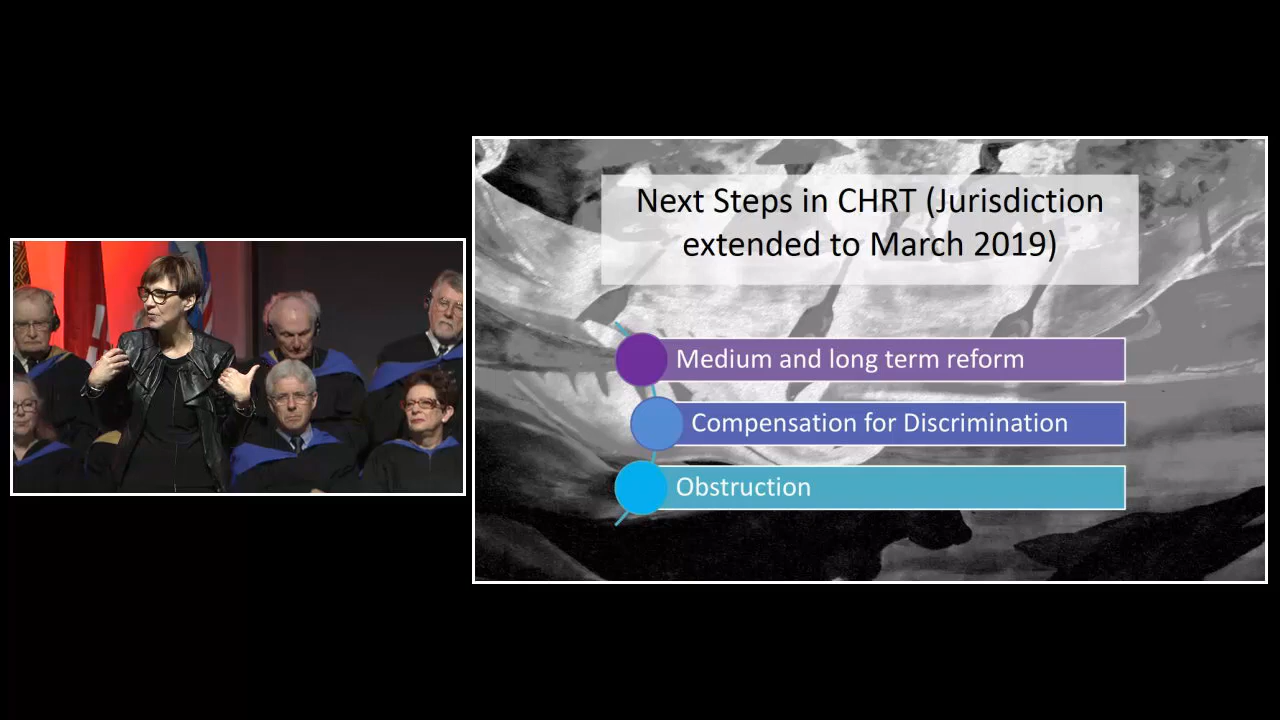 Next Steps in CHRT (Jurisdiction
extended to March 2019)
Medium and long term reform
Compensation for Discrimination
Obstruction